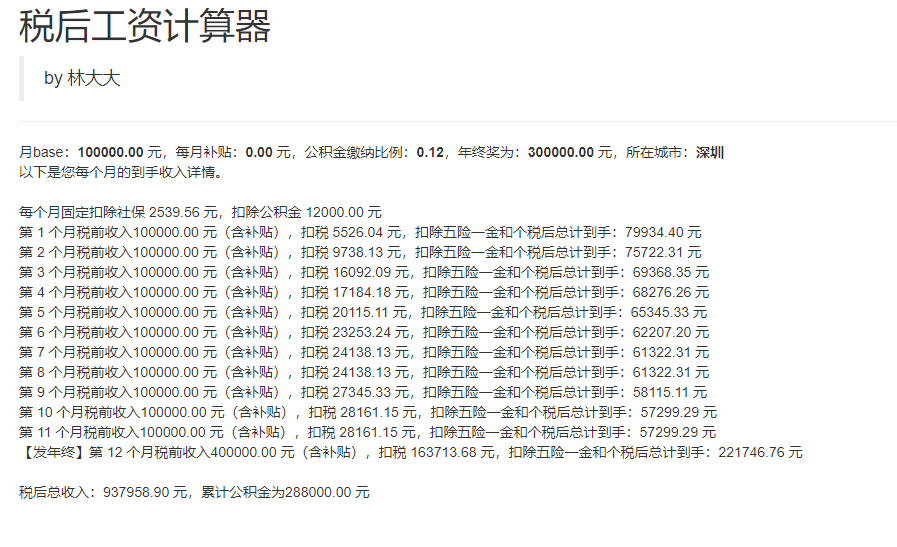 税后工资计算器
by 林大大
月base：100000.00 元，每月补贴：0.00 元，公积金缴纳比例：0.12，年终奖为：300000.00 元，所在城市：深圳
以下是您每个月的到手收入详情。
每个月固定扣除社保 2539.56 元，扣除公积金 12000.00 元
第 1 个月税前收入100000.00 元（含补贴），扣税 5526.04 元，扣除五险一金和个税后总计到手：79934.40 元
第 2 个月税前收入100000.00 元（含补贴），扣税 9738.13 元，扣除五险一金和个税后总计到手：75722.31 元
第 3 个月税前收入100000.00 元（含补贴），扣税 16092.09 元，扣除五险一金和个税后总计到手：69368.35 元
第 4 个月税前收入100000.00 元（含补贴），扣税 17184.18 元，扣除五险一金和个税后总计到手：68276.26 元
第 5 个月税前收入100000.00 元（含补贴），扣税 20115.11 元，扣除五险一金和个税后总计到手：65345.33 元
第 6 个月税前收入100000.00 元（含补贴），扣税 23253.24 元，扣除五险一金和个税后总计到手：62207.20 元
第 7 个月税前收入100000.00 元（含补贴），扣税 24138.13 元，扣除五险一金和个税后总计到手：61322.31 元
第 8 个月税前收入100000.00 元（含补贴），扣税 24138.13 元，扣除五险一金和个税后总计到手：61322.31 元
第 9 个月税前收入100000.00 元（含补贴），扣税 27345.33 元，扣除五险一金和个税后总计到手：58115.11 元
第 10 个月税前收入100000.00 元（含补贴），扣税 28161.15 元，扣除五险一金和个税后总计到手：57299.29 元
第 11 个月税前收入100000.00 元（含补贴），扣税 28161.15 元，扣除五险一金和个税后总计到手：57299.29 元
【发年终】第 12 个月税前收入400000.00 元（含补贴），扣税 163713.68 元，扣除五险一金和个税后总计到手：221746.76 元
税后总收入：937958.90 元，累计公积金为288000.00 元